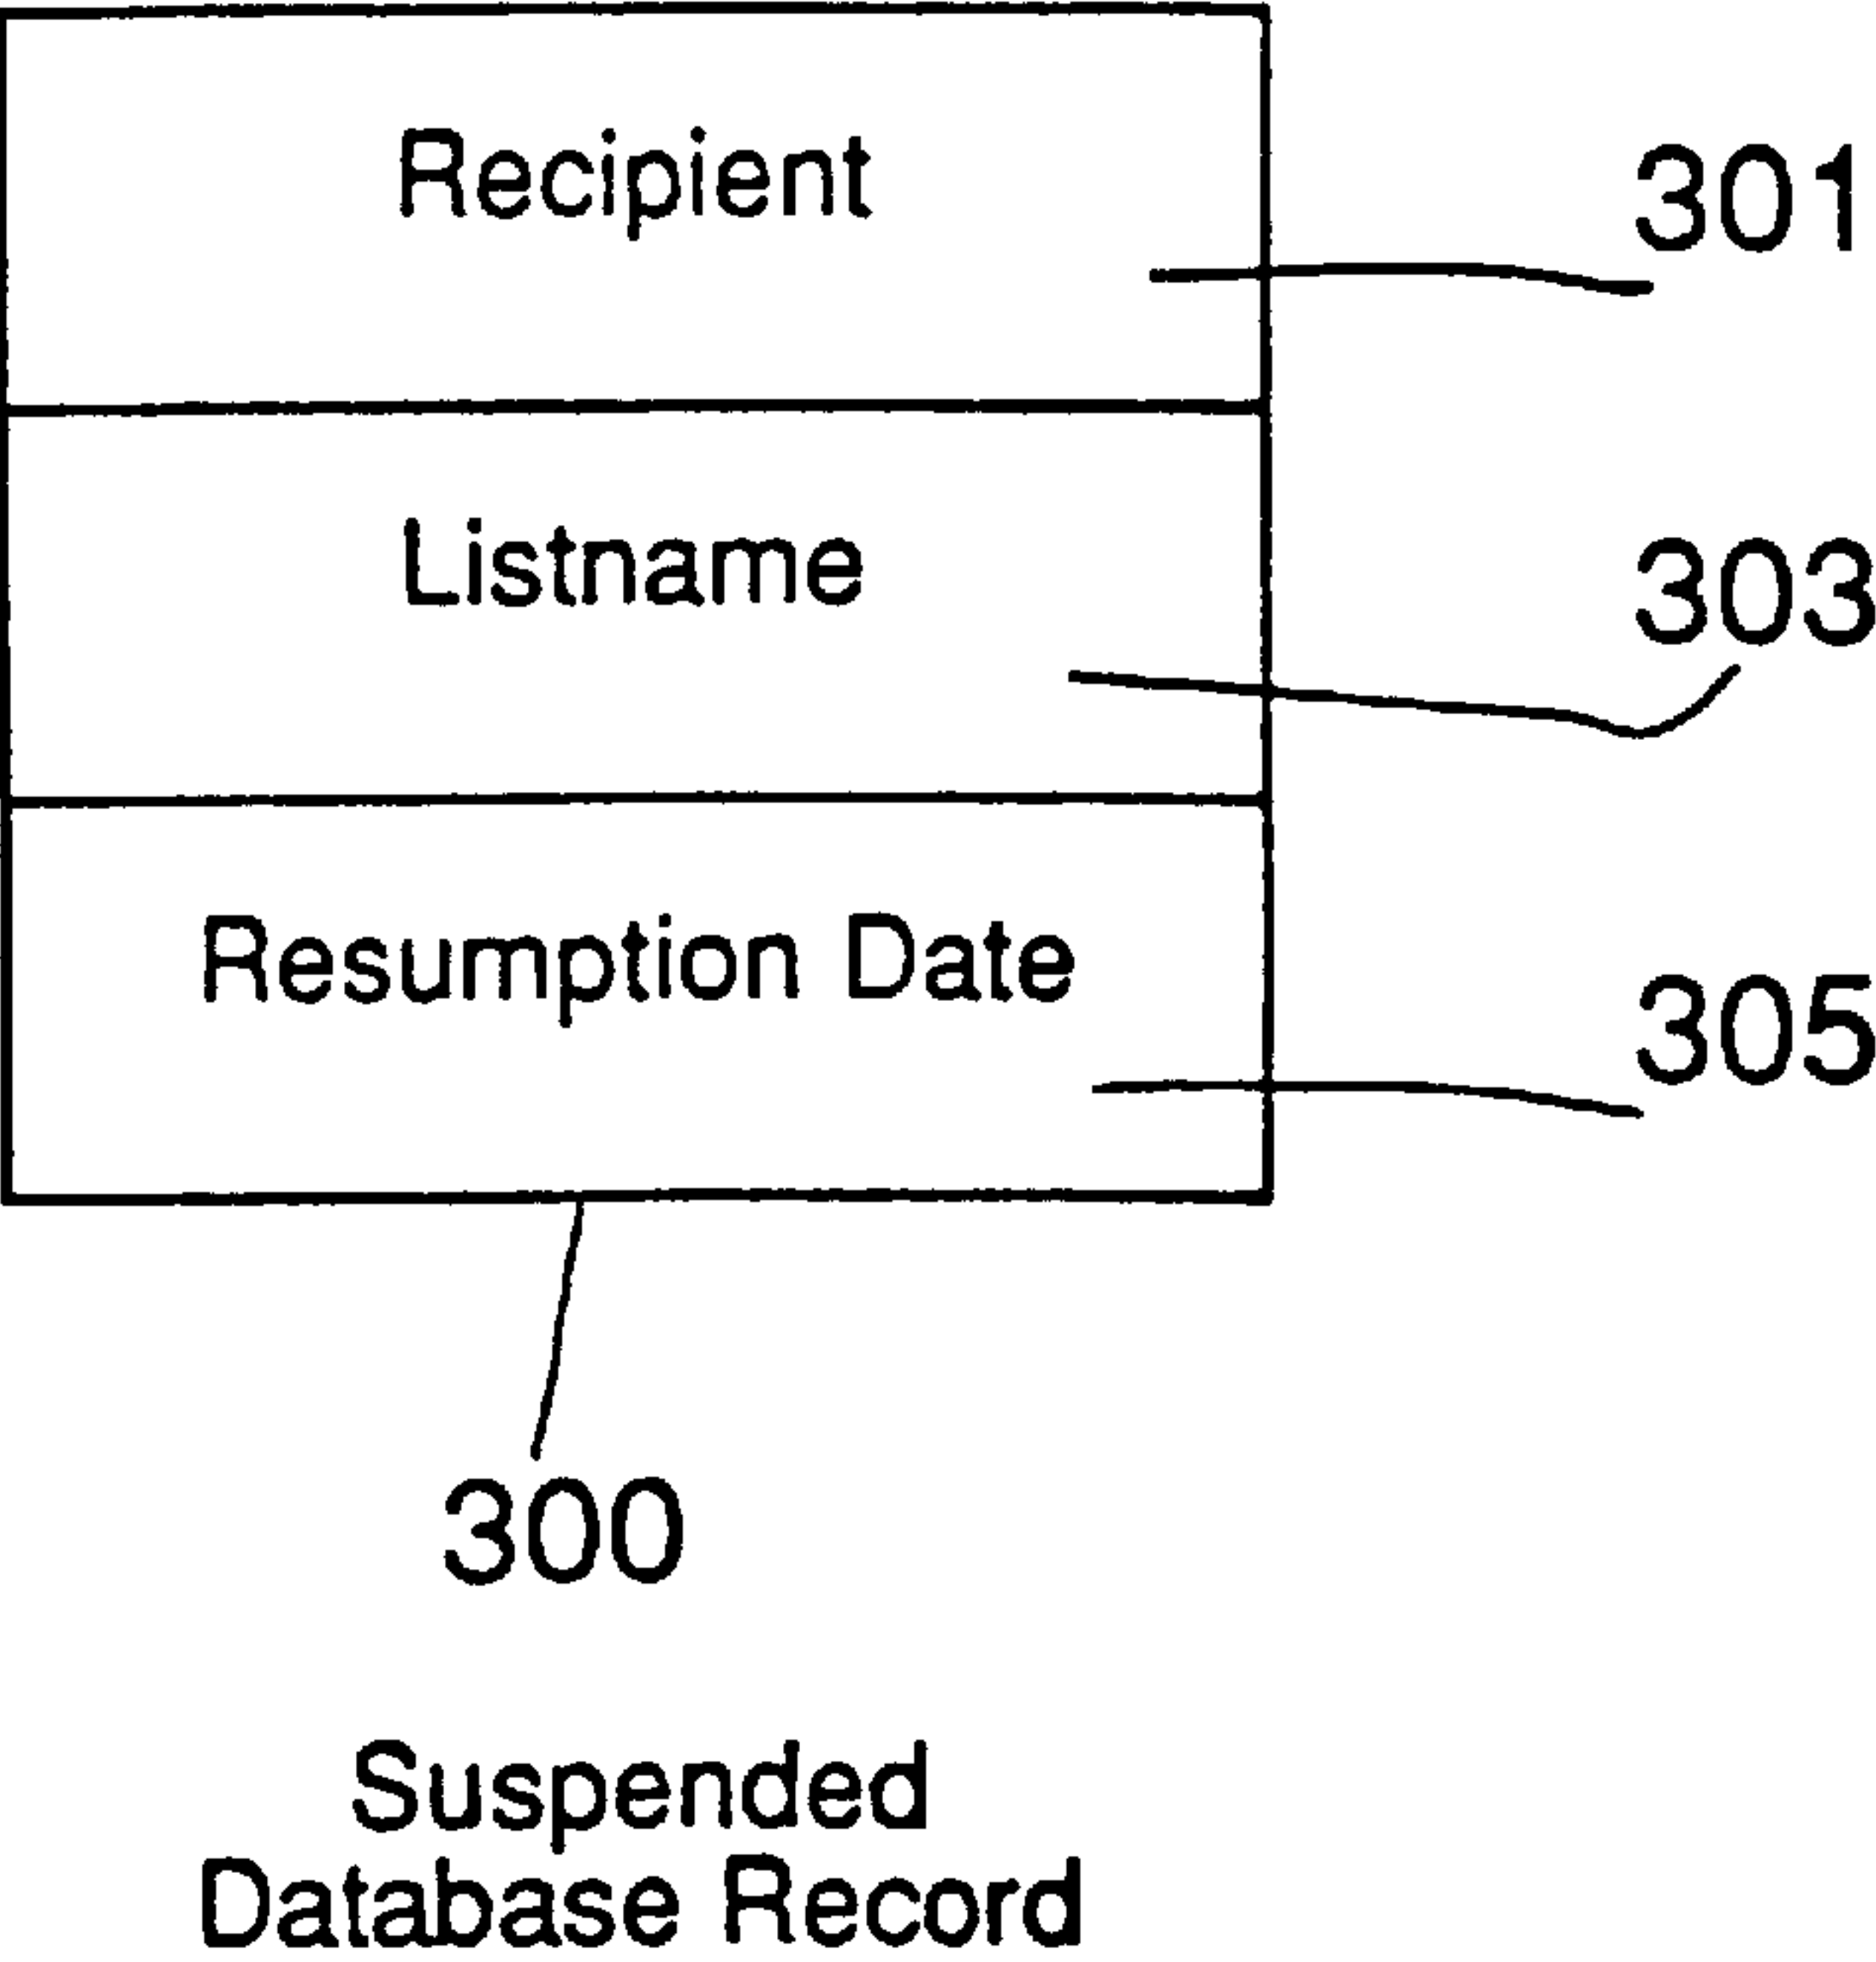 Recipient
301
Listname
303
Resumption Date
305
300
Suspended
Database Record